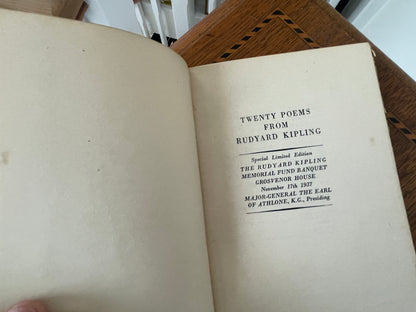 TWENTY POEMS
FROM
RUDYARD KIPLING
Special Limited Edition
THE RUDYARD KIPLING
MEMORIAL FUND BANQUET
GROSVENOR HOUSE
November 17th 1937
MAJOR-GENERAL THE EARL
OF ATHLONE, K.G., Presiding